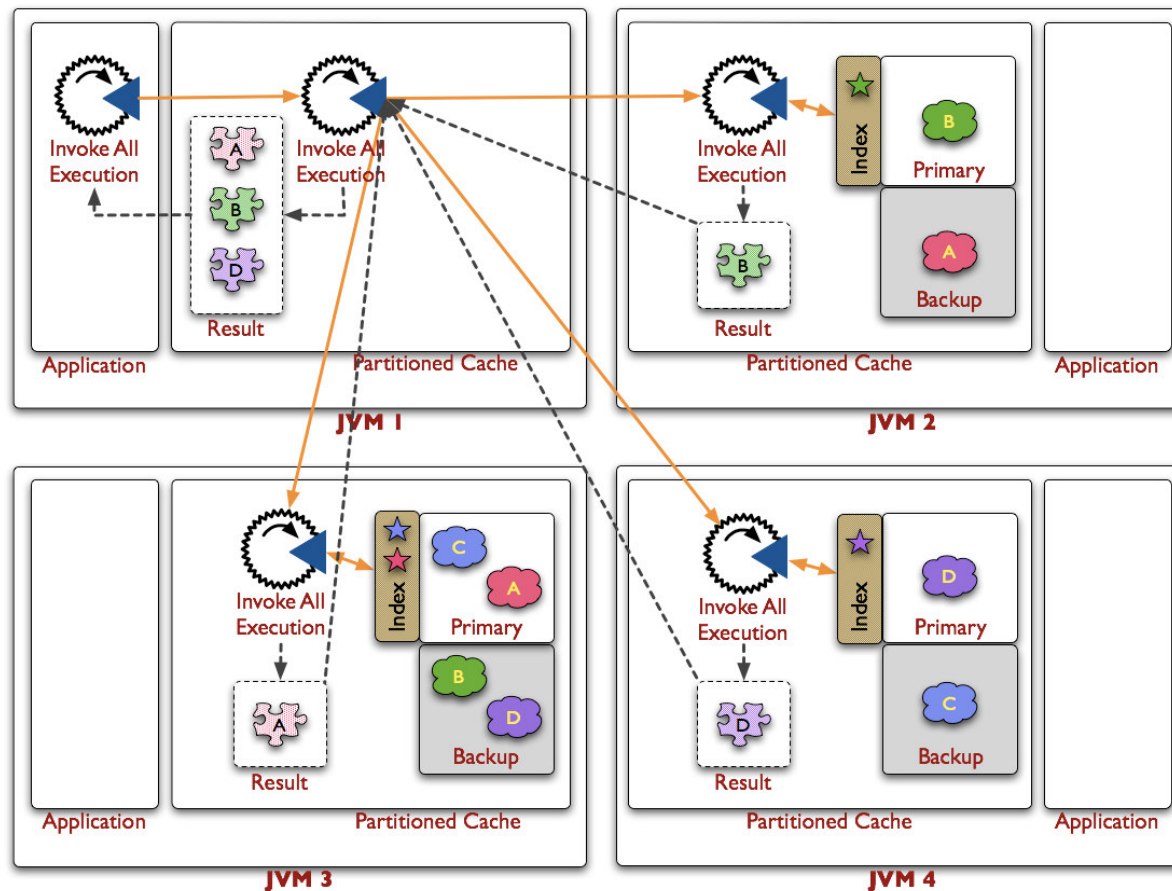 Invoke All
Execution
Application
A
B
D
Result
Invoke All
Execution
Partitioned Cache
JVM 1
Invoke All
Execution
B
Result
Index
B
Primary
A
Backup
Partitioned Cache
Application
JVM 2
Application
Invoke All
Execution
A
Result
Index
C
A
Primary
B
D
Backup
Partitioned Cache
JVM 3
Invoke All
Execution
D
Result
Index
D
Primary
C
Backup
Partitioned Cache
Application
JVM 4